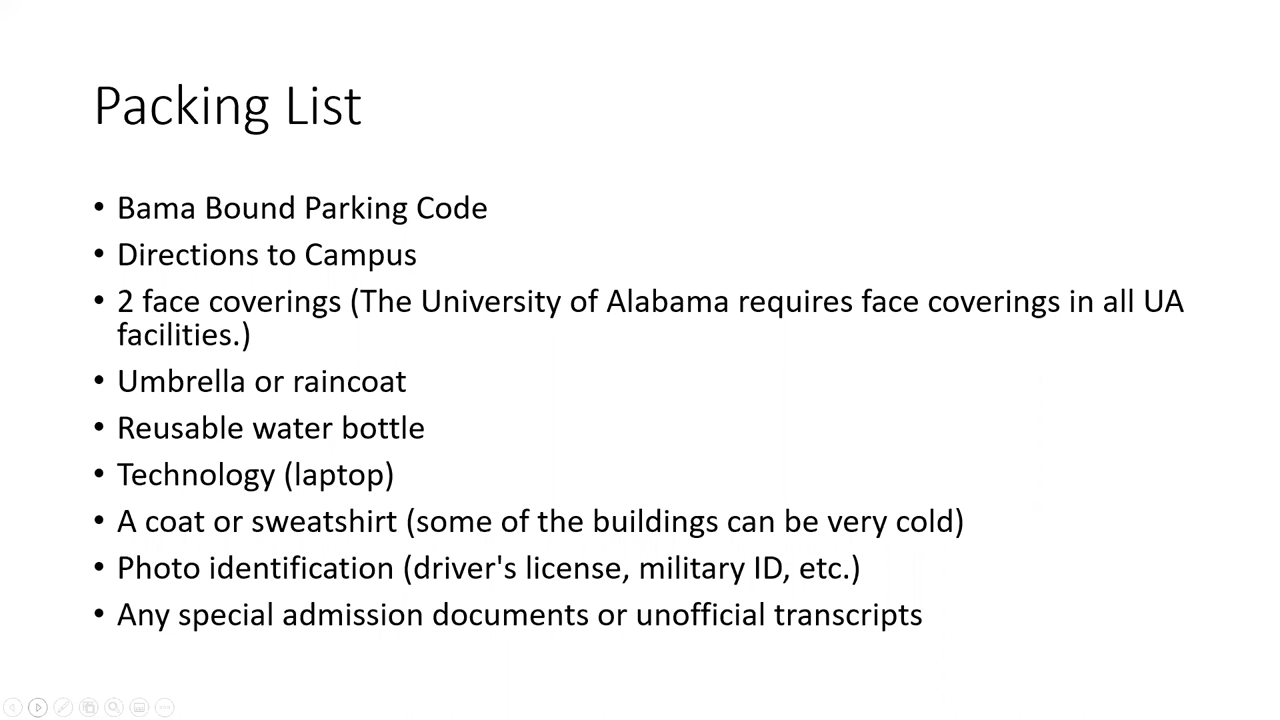 Packing List
• Bama Bound Parking Code
• Directions to Campus
• 2 face coverings (The University of Alabama requires face coverings in all UA
facilities.)
• Umbrella or raincoat
• Reusable water bottle
• Technology (laptop)
• A coat or sweatshirt (some of the buildings can be very cold)
• Photo identification (driver's license, military ID, etc.)
• Any special admission documents or unofficial transcripts